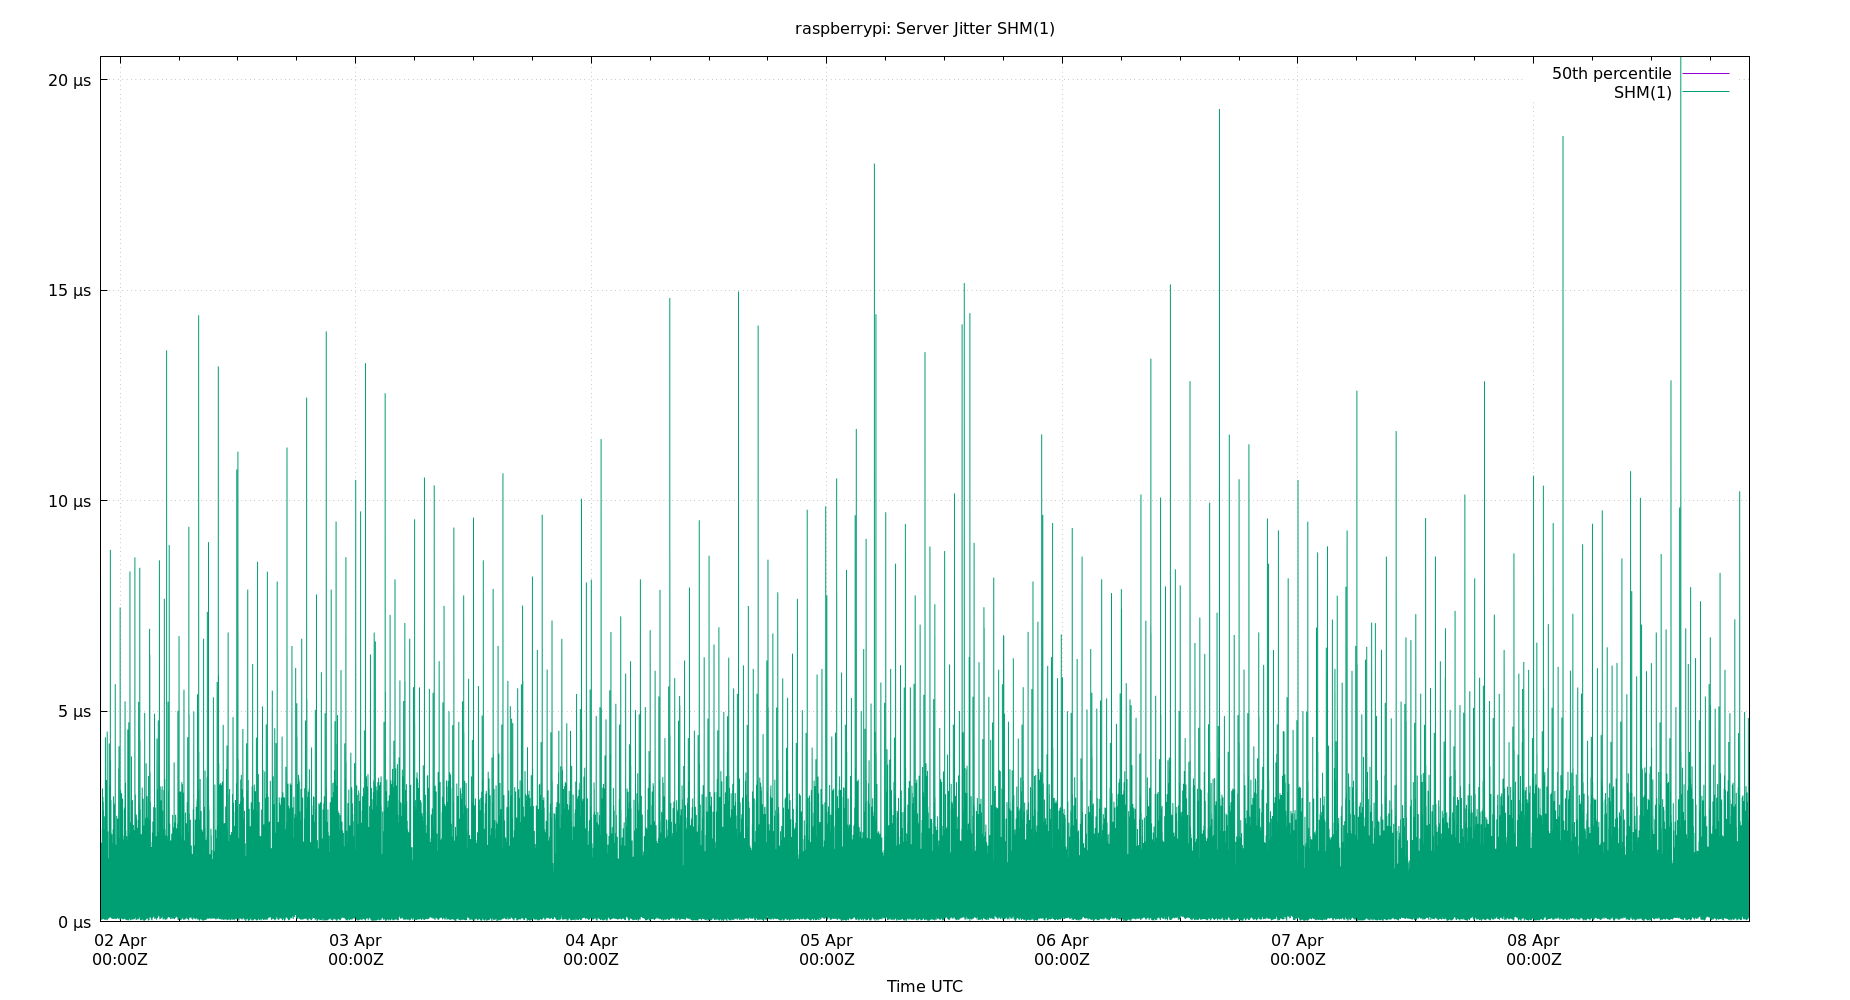 raspberrypi: Server Jitter SHM(1)
50th percentile
SHM(1)
20 µs
15 µs
10 µs
5 µs
0 µs
02 Apr 03 Apr 04 Apr 05 Apr 06 Apr 07 Apr 08 Apr
00:00Z 00:00Z 00:00Z 00:00Z 00:00Z 00:00Z 00:00Z
Time UTC